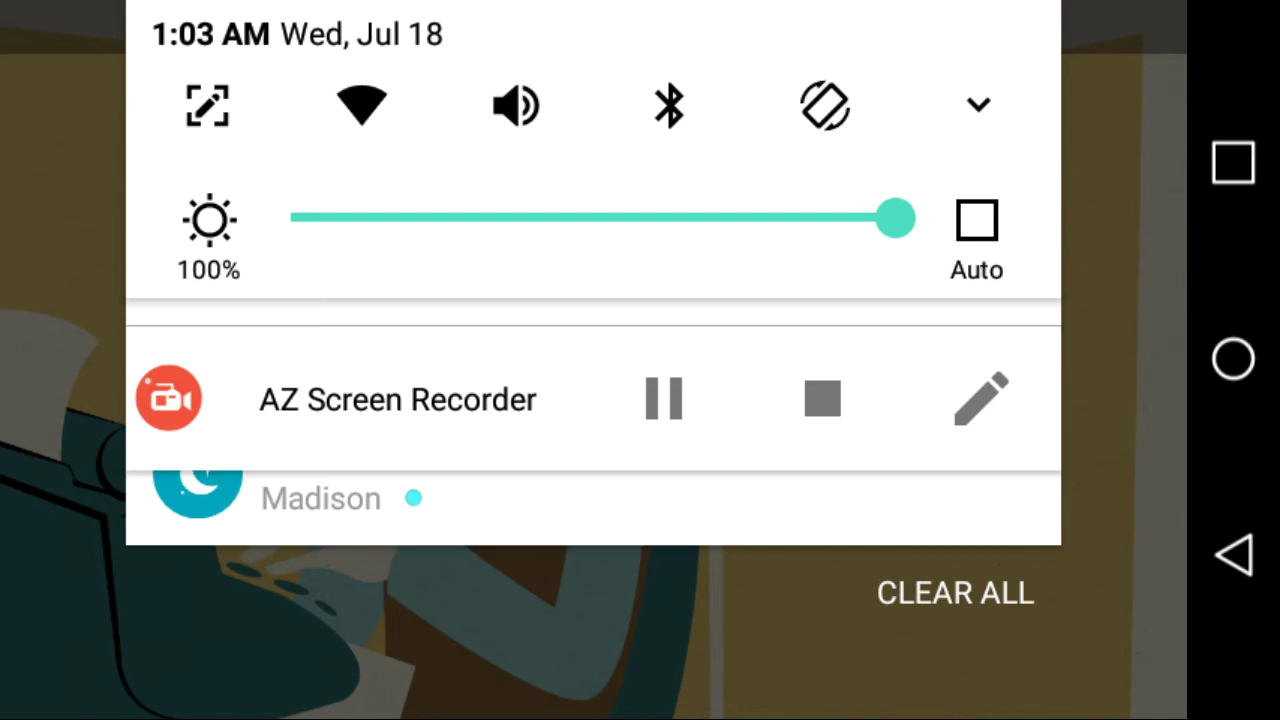 1:03 AM Wed, Jul 18
100%
Auto
AZ Screen Recorder
Madison
CLEAR ALL